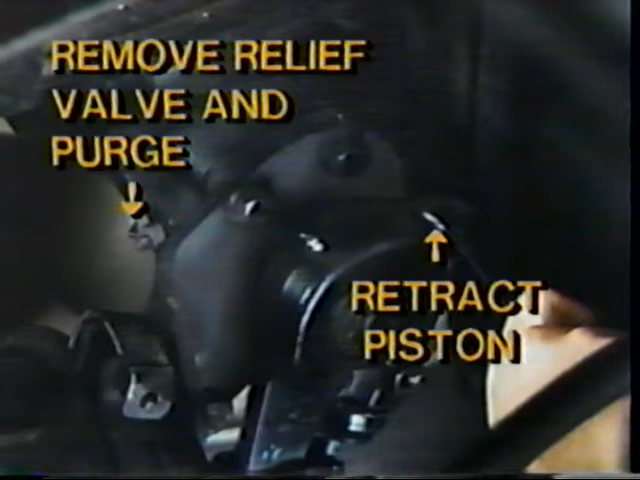 REMOVE RELIEF
VALVE AND
PURGE
RETRACT
PISTON